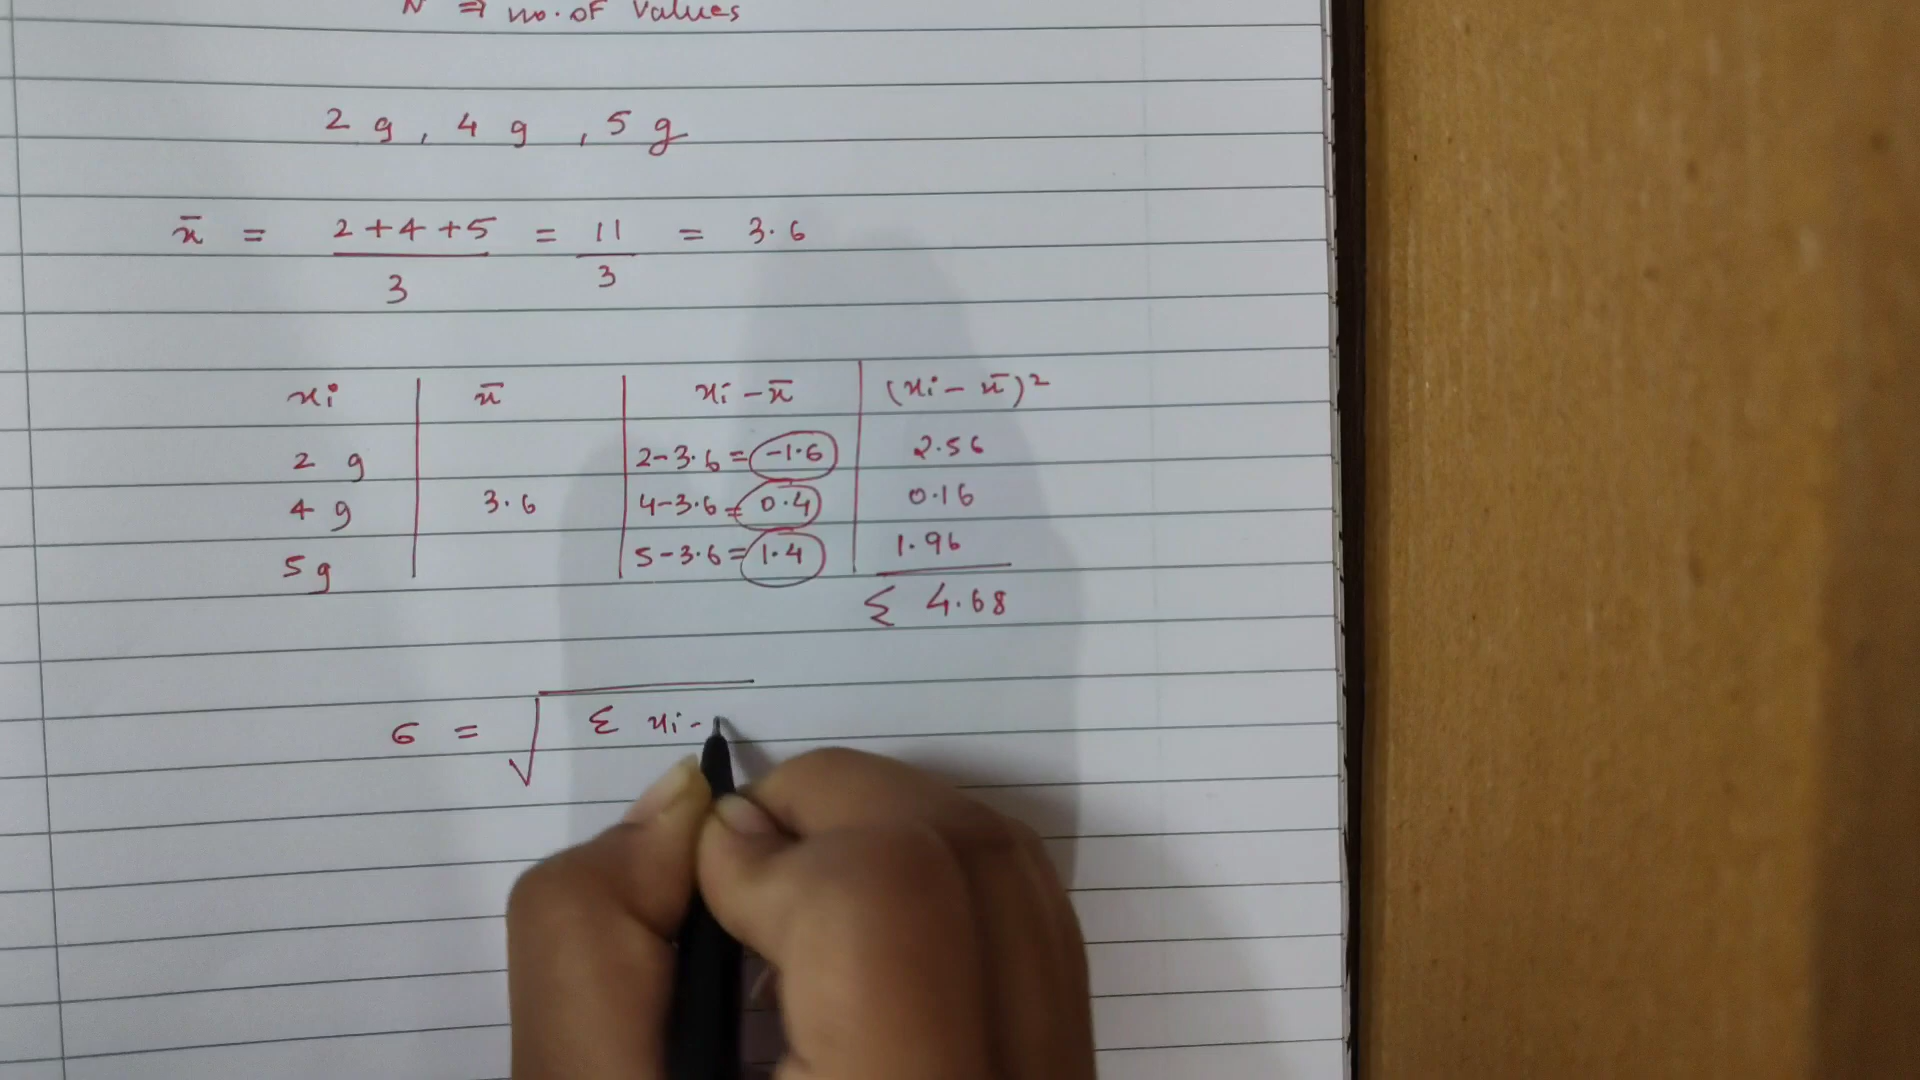 N ⇒ no. of values
2 g, 4 g, 5 g
x̄ = 2+4+5 / 3 = 11 / 3 = 3.6
xi | x̄ | xi - x̄ | (xi - x̄)²
2 g | | 2-3.6 = -1.6 | 2.56
4 g | 3.6 | 4-3.6 = 0.4 | 0.16
5 g | | 5-3.6 = 1.4 | 1.96
Σ 4.68
σ = √ Σ xi -